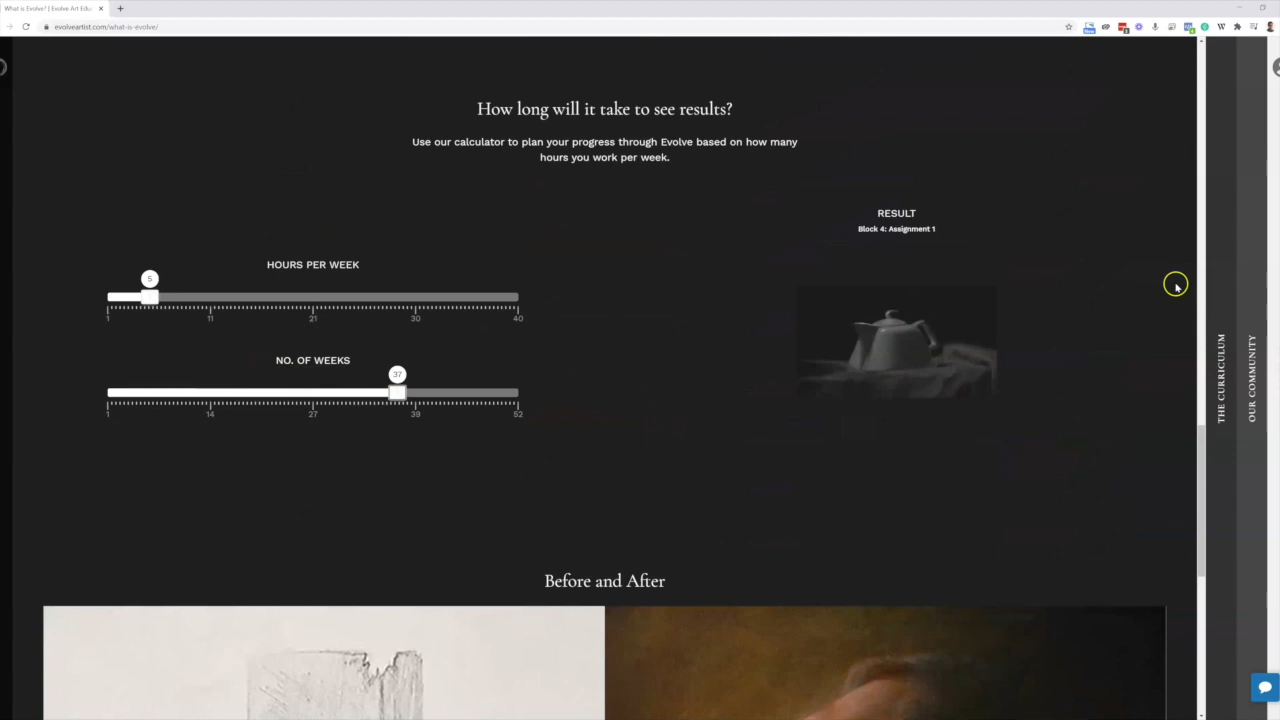 What is Evolve? | Evolve Art Edu
evolveartist.com/what-is-evolve/
How long will it take to see results?
Use our calculator to plan your progress through Evolve based on how many
hours you work per week.
RESULT
Block 4: Assignment 1
HOURS PER WEEK
5
1 11 21 30 40
NO. OF WEEKS
37
1 14 27 39 52
THE CURRICULUM
OUR COMMUNITY
Before and After